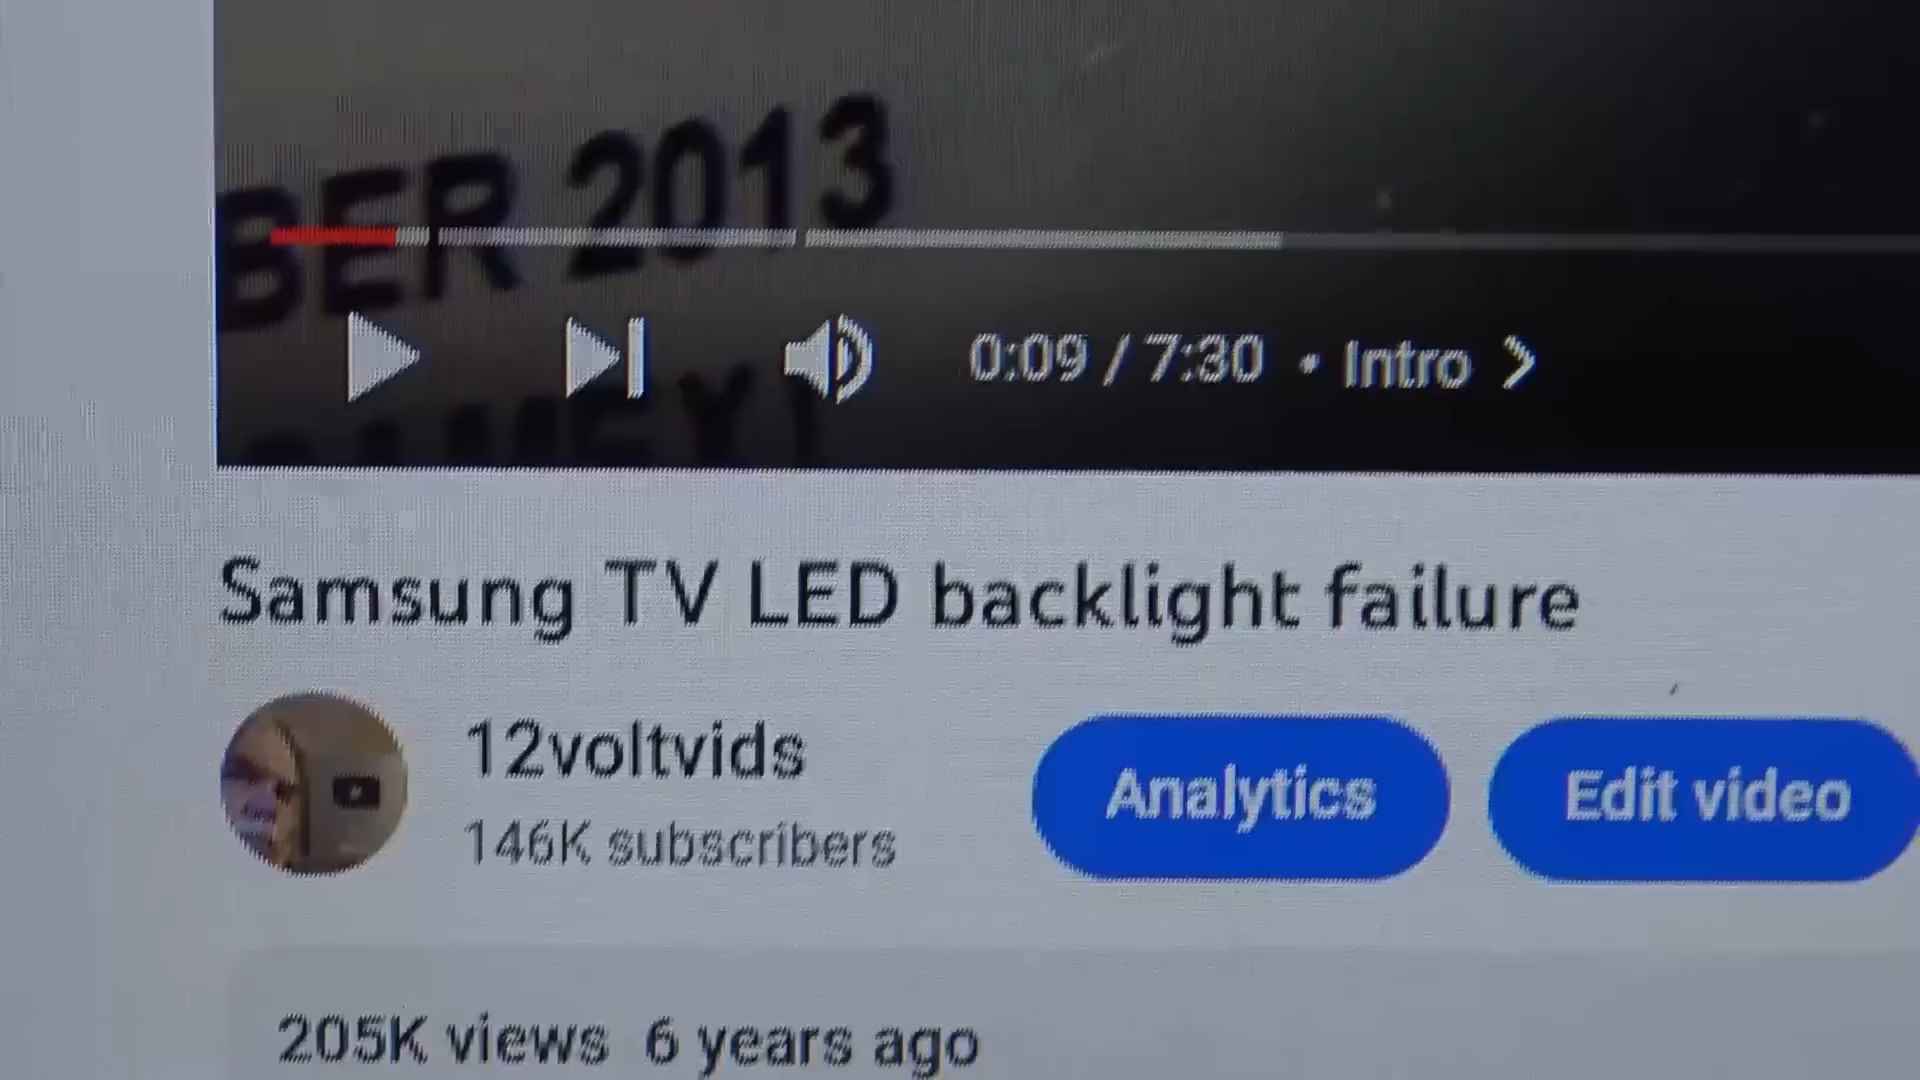 BER 2013
0:09 / 7:30 • Intro
Samsung TV LED backlight failure
12voltvids
146K subscribers
Analytics
Edit video
205K views 6 years ago